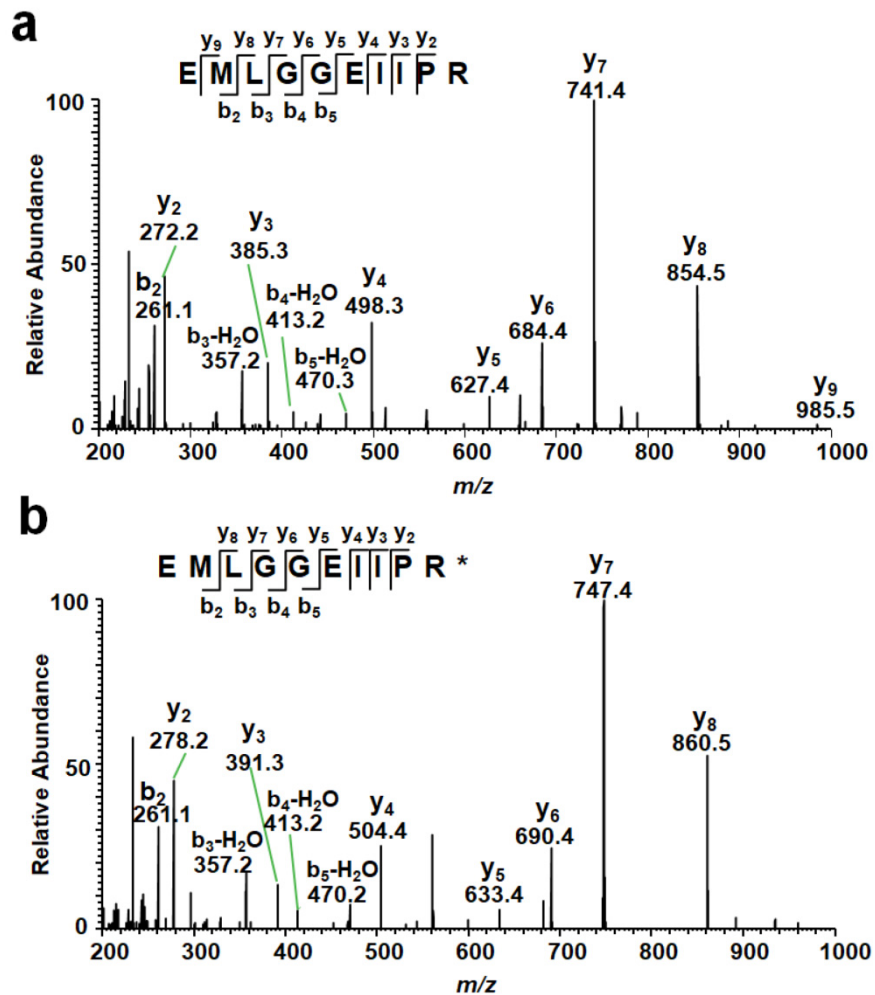 a
y9 y8 y7 y6 y5 y4 y3 y2
E M L G G E I I P R
b2 b3 b4 b5
Relative Abundance
100
50
0
b2
261.1
y2
272.2
b3-H2O
357.2
y3
385.3
b4-H2O
413.2
b5-H2O
470.3
y4
498.3
y5
627.4
y6
684.4
y7
741.4
y8
854.5
y9
985.5
200 300 400 500 600 700 800 900 1000
m/z
b
y8 y7 y6 y5 y4 y3 y2
E M L G G E I I P R *
b2 b3 b4 b5
Relative Abundance
100
50
0
b2
261.1
y2
278.2
b3-H2O
357.2
y3
391.3
b4-H2O
413.2
b5-H2O
470.2
y4
504.4
y5
633.4
y6
690.4
y7
747.4
y8
860.5
200 300 400 500 600 700 800 900 1000
m/z